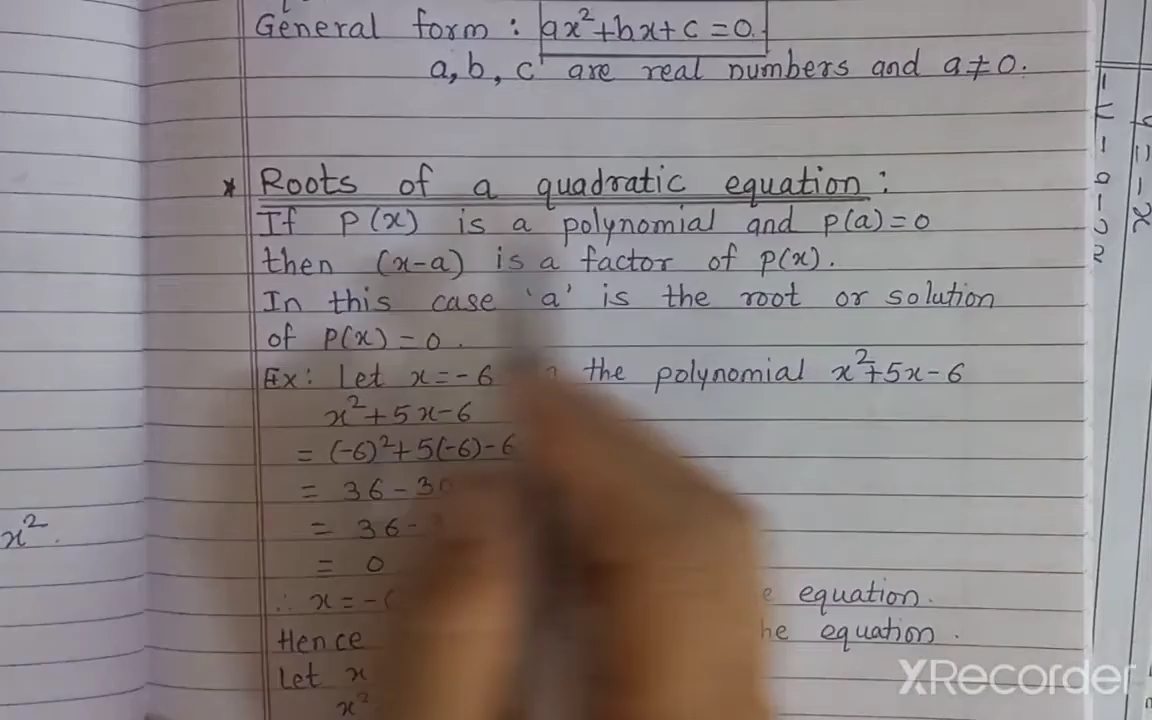 General form : ax²+bx+c=0.
a, b, c are real numbers and a≠0.
* Roots of a quadratic equation :
If P(x) is a polynomial and p(a)=0
then (x-a) is a factor of p(x).
In this case 'a' is the root or solution
of P(x)=0.
Ex: Let x=-6 the polynomial x²+5x-6
x²+5x-6
= (-6)²+5(-6)-6
= 36-30
= 36-
= 0
∴ x=-6 equation.
Hence the equation.
Let x
x²
x².
y=-x
XRecorder